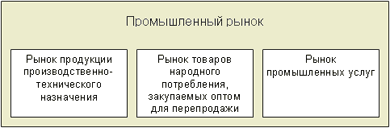 Промышленный рынок
Рынок продукции
производственно-
технического
назначения
Рынок товаров
народного
потребления,
закупаемых оптом
для перепродажи
Рынок
промышленных услуг